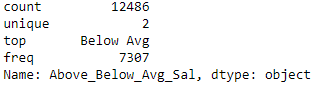 count 12486
unique 2
top Below Avg
freq 7307
Name: Above_Below_Avg_Sal, dtype: object